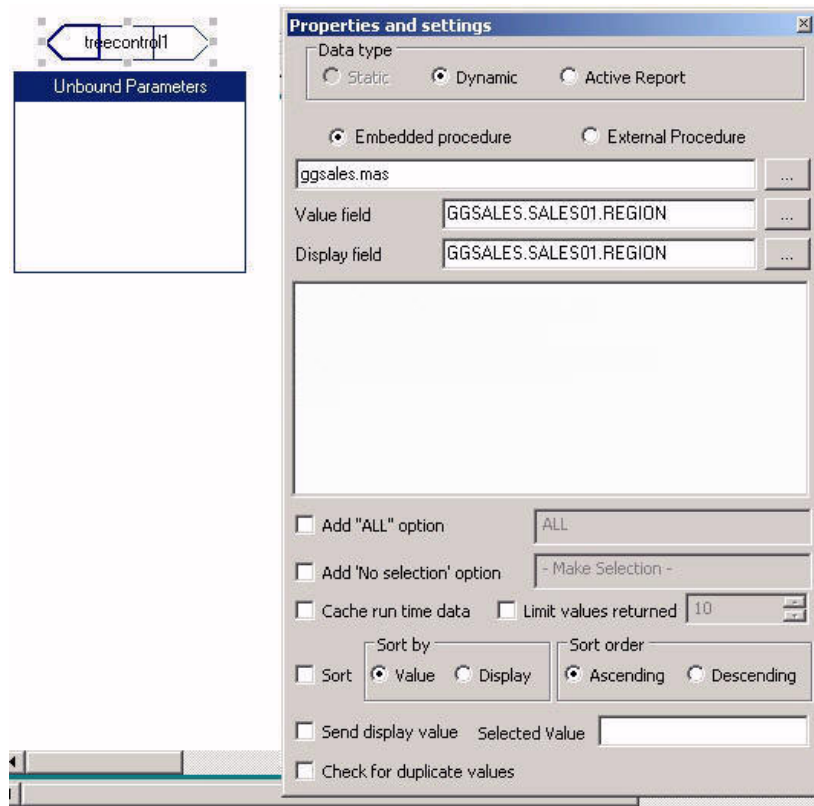 treecontrol1
Unbound Parameters
Properties and settings
Data type
Static Dynamic Active Report
Embedded procedure External Procedure
ggsales.mas ...
Value field GGSALES.SALES01.REGION ...
Display field GGSALES.SALES01.REGION ...
Add "ALL" option ALL
Add 'No selection' option - Make Selection -
Cache run time data Limit values returned 10
Sort by Sort order
Sort Value Display Ascending Descending
Send display value Selected Value
Check for duplicate values